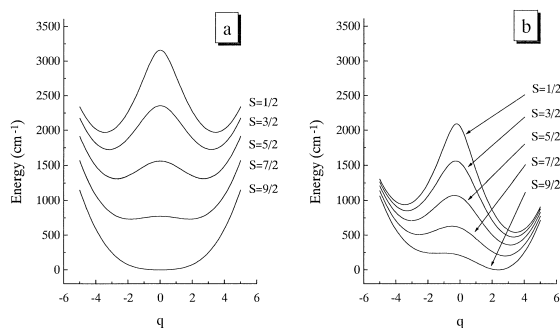 a
3500
3000
2500
2000
1500
1000
500
0
Energy (cm-1)
-6 -4 -2 0 2 4 6
q
S=1/2
S=3/2
S=5/2
S=7/2
S=9/2
b
3500
3000
2500
2000
1500
1000
500
0
Energy (cm-1)
-6 -4 -2 0 2 4 6
q
S=1/2
S=3/2
S=5/2
S=7/2
S=9/2